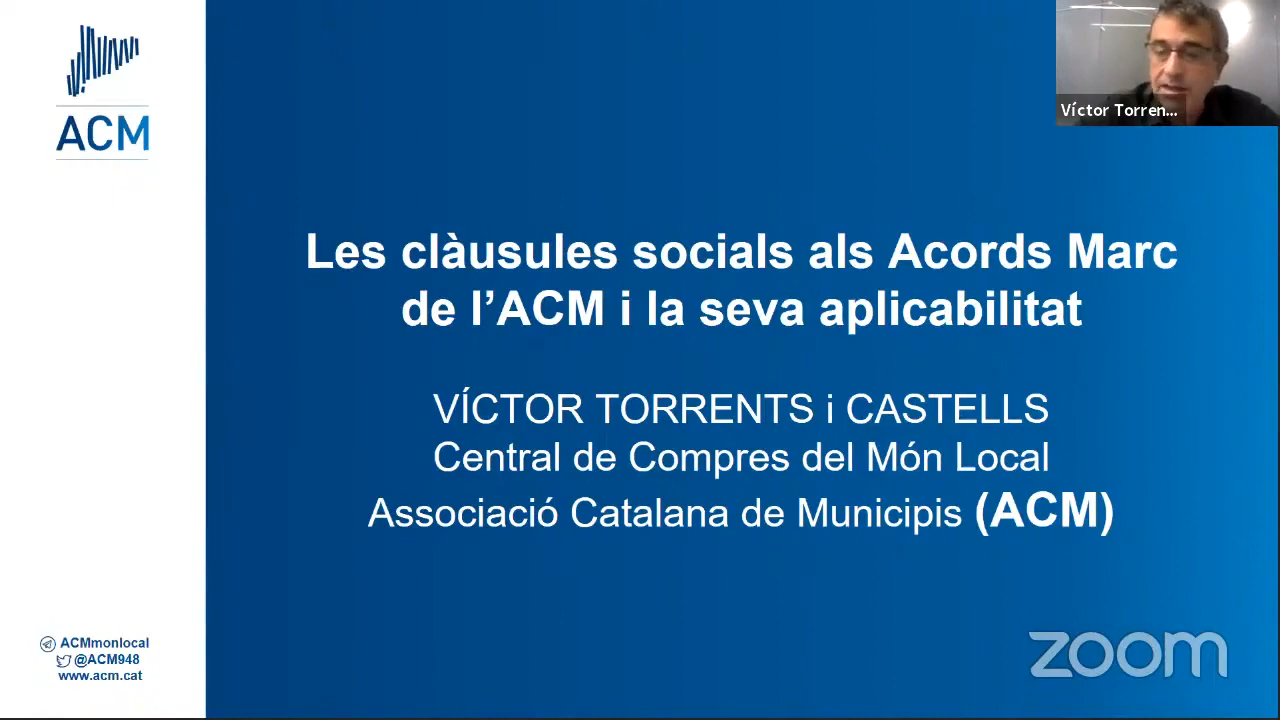 ACM
Víctor Torren...
Les clàusules socials als Acords Marc
de l’ACM i la seva aplicabilitat
VÍCTOR TORRENTS i CASTELLS
Central de Compres del Món Local
Associació Catalana de Municipis (ACM)
ACMmonlocal
@ACM948
www.acm.cat
zoom